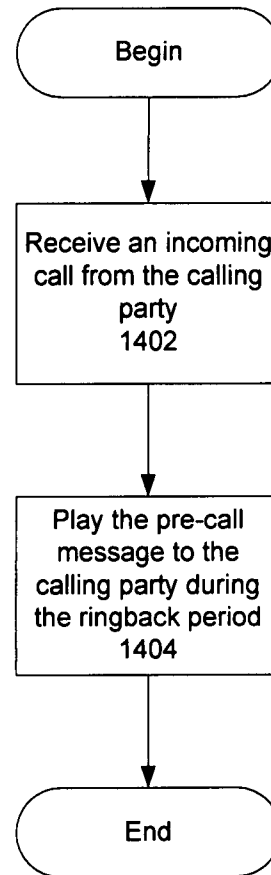 Begin
Receive an incoming
call from the calling
party
1402
Play the pre-call
message to the
calling party during
the ringback period
1404
End